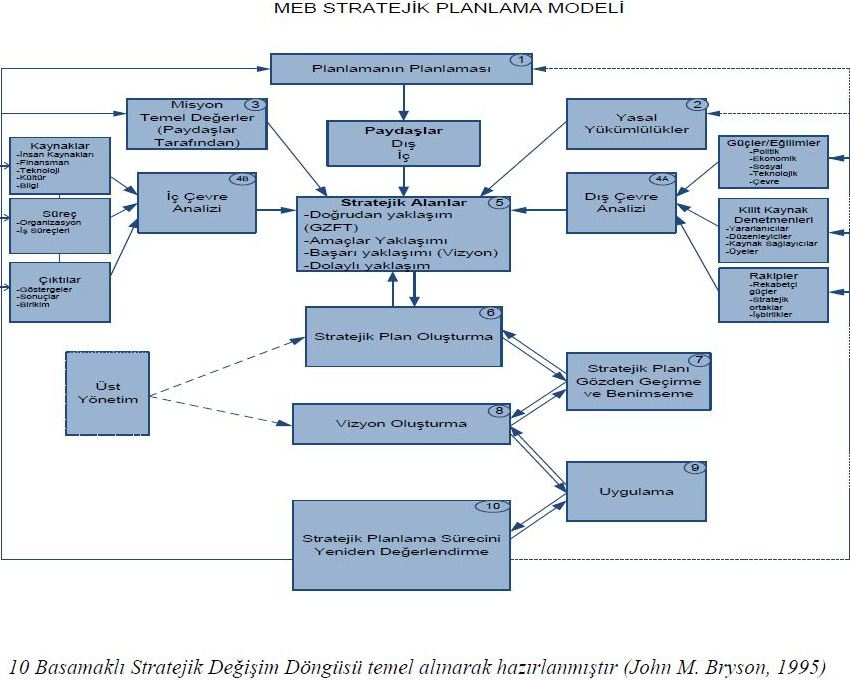 MEB STRATEJİK PLANLAMA MODELİ
Planlamanın Planlaması
1
Misyon
Temel Değerler
(Paydaşlar
Tarafından)
3
Paydaşlar
Dış
İç
Yasal
Yükümlülükler
2
Kaynaklar
-İnsan Kaynakları
-Finansman
-Teknoloji
-Kültür
-Bilgi
Süreç
-Organizasyon
-İş Süreçleri
Çıktılar
-Göstergeler
-Sonuçlar
-Birikim
İç Çevre
Analizi
4B
Stratejik Alanlar
5
-Doğrudan yaklaşım
(GZFT)
-Amaçlar Yaklaşımı
-Başarı yaklaşımı (Vizyon)
-Dolaylı yaklaşım
Dış Çevre
Analizi
4A
Güçler/Eğilimler
-Politik
-Ekonomik
-Sosyal
-Teknolojik
-Çevre
Kilit Kaynak
Denetmenleri
-Yararlanıcılar
-Düzenleyiciler
-Kaynak Sağlayıcılar
-Üyeler
Rakipler
-Rekabetçi
güçler
-Stratejik
ortaklar
-İşbirlikler
Stratejik Plan Oluşturma
6
Stratejik Planı
Gözden Geçirme
ve Benimseme
7
Üst
Yönetim
Vizyon Oluşturma
8
Uygulama
9
Stratejik Planlama Sürecini
Yeniden Değerlendirme
10
10 Basamaklı Stratejik Değişim Döngüsü temel alınarak hazırlanmıştır (John M. Bryson, 1995)